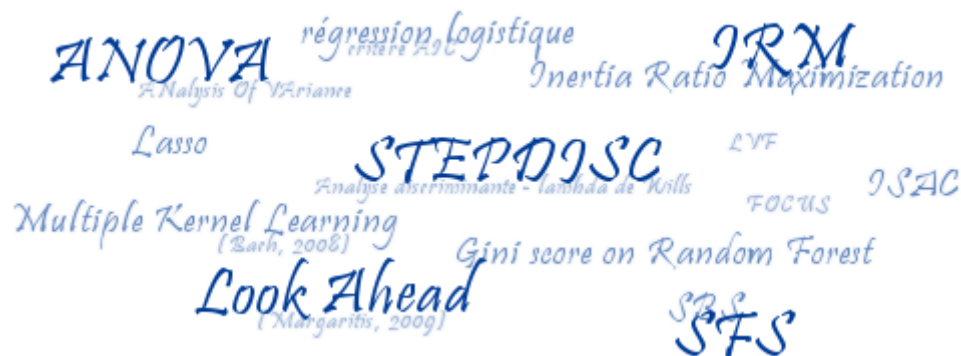 régression logistique
critère AIC
ANOVA
ANalysis Of VAriance
IRM
Inertia Ratio Maximization
Lasso
STEPDISC
Analyse discriminante - lambda de Wills
LVF
ISAC
FOCUS
Multiple Kernel Learning
(Bach, 2008)
Gini score on Random Forest
Look Ahead
(Margaritis, 2009)
SBS
SFS